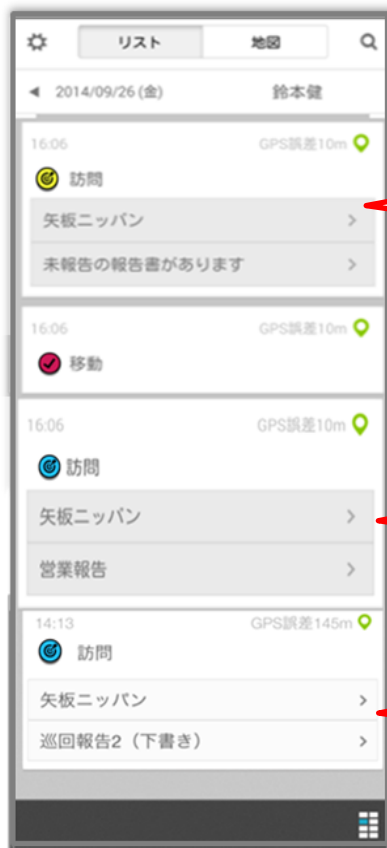 リスト 地図
◀ 2014/09/26 (金) 鈴本健
16:06 GPS誤差10m
訪問
矢板ニッパン >
未報告の報告書があります >
16:06 GPS誤差10m
移動
16:06 GPS誤差10m
訪問
矢板ニッパン >
営業報告 >
14:13 GPS誤差145m
訪問
矢板ニッパン >
巡回報告2（下書き） >